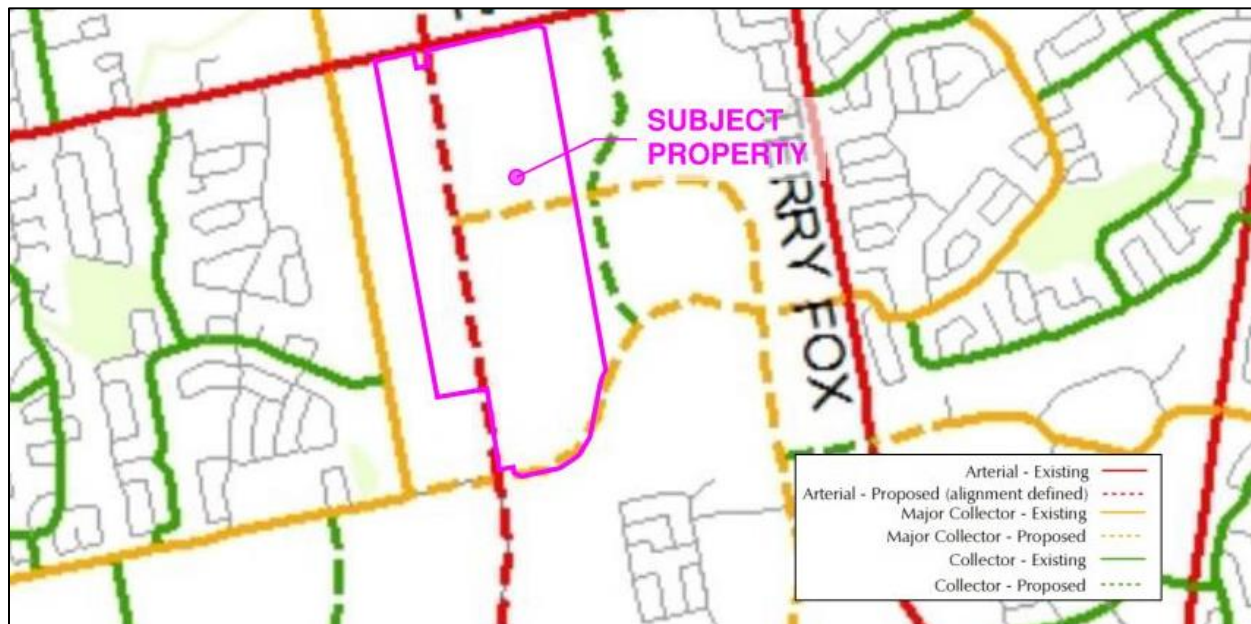 SUBJECT
PROPERTY
TERRY FOX
Arterial - Existing
Arterial - Proposed (alignment defined)
Major Collector - Existing
Major Collector - Proposed
Collector - Existing
Collector - Proposed